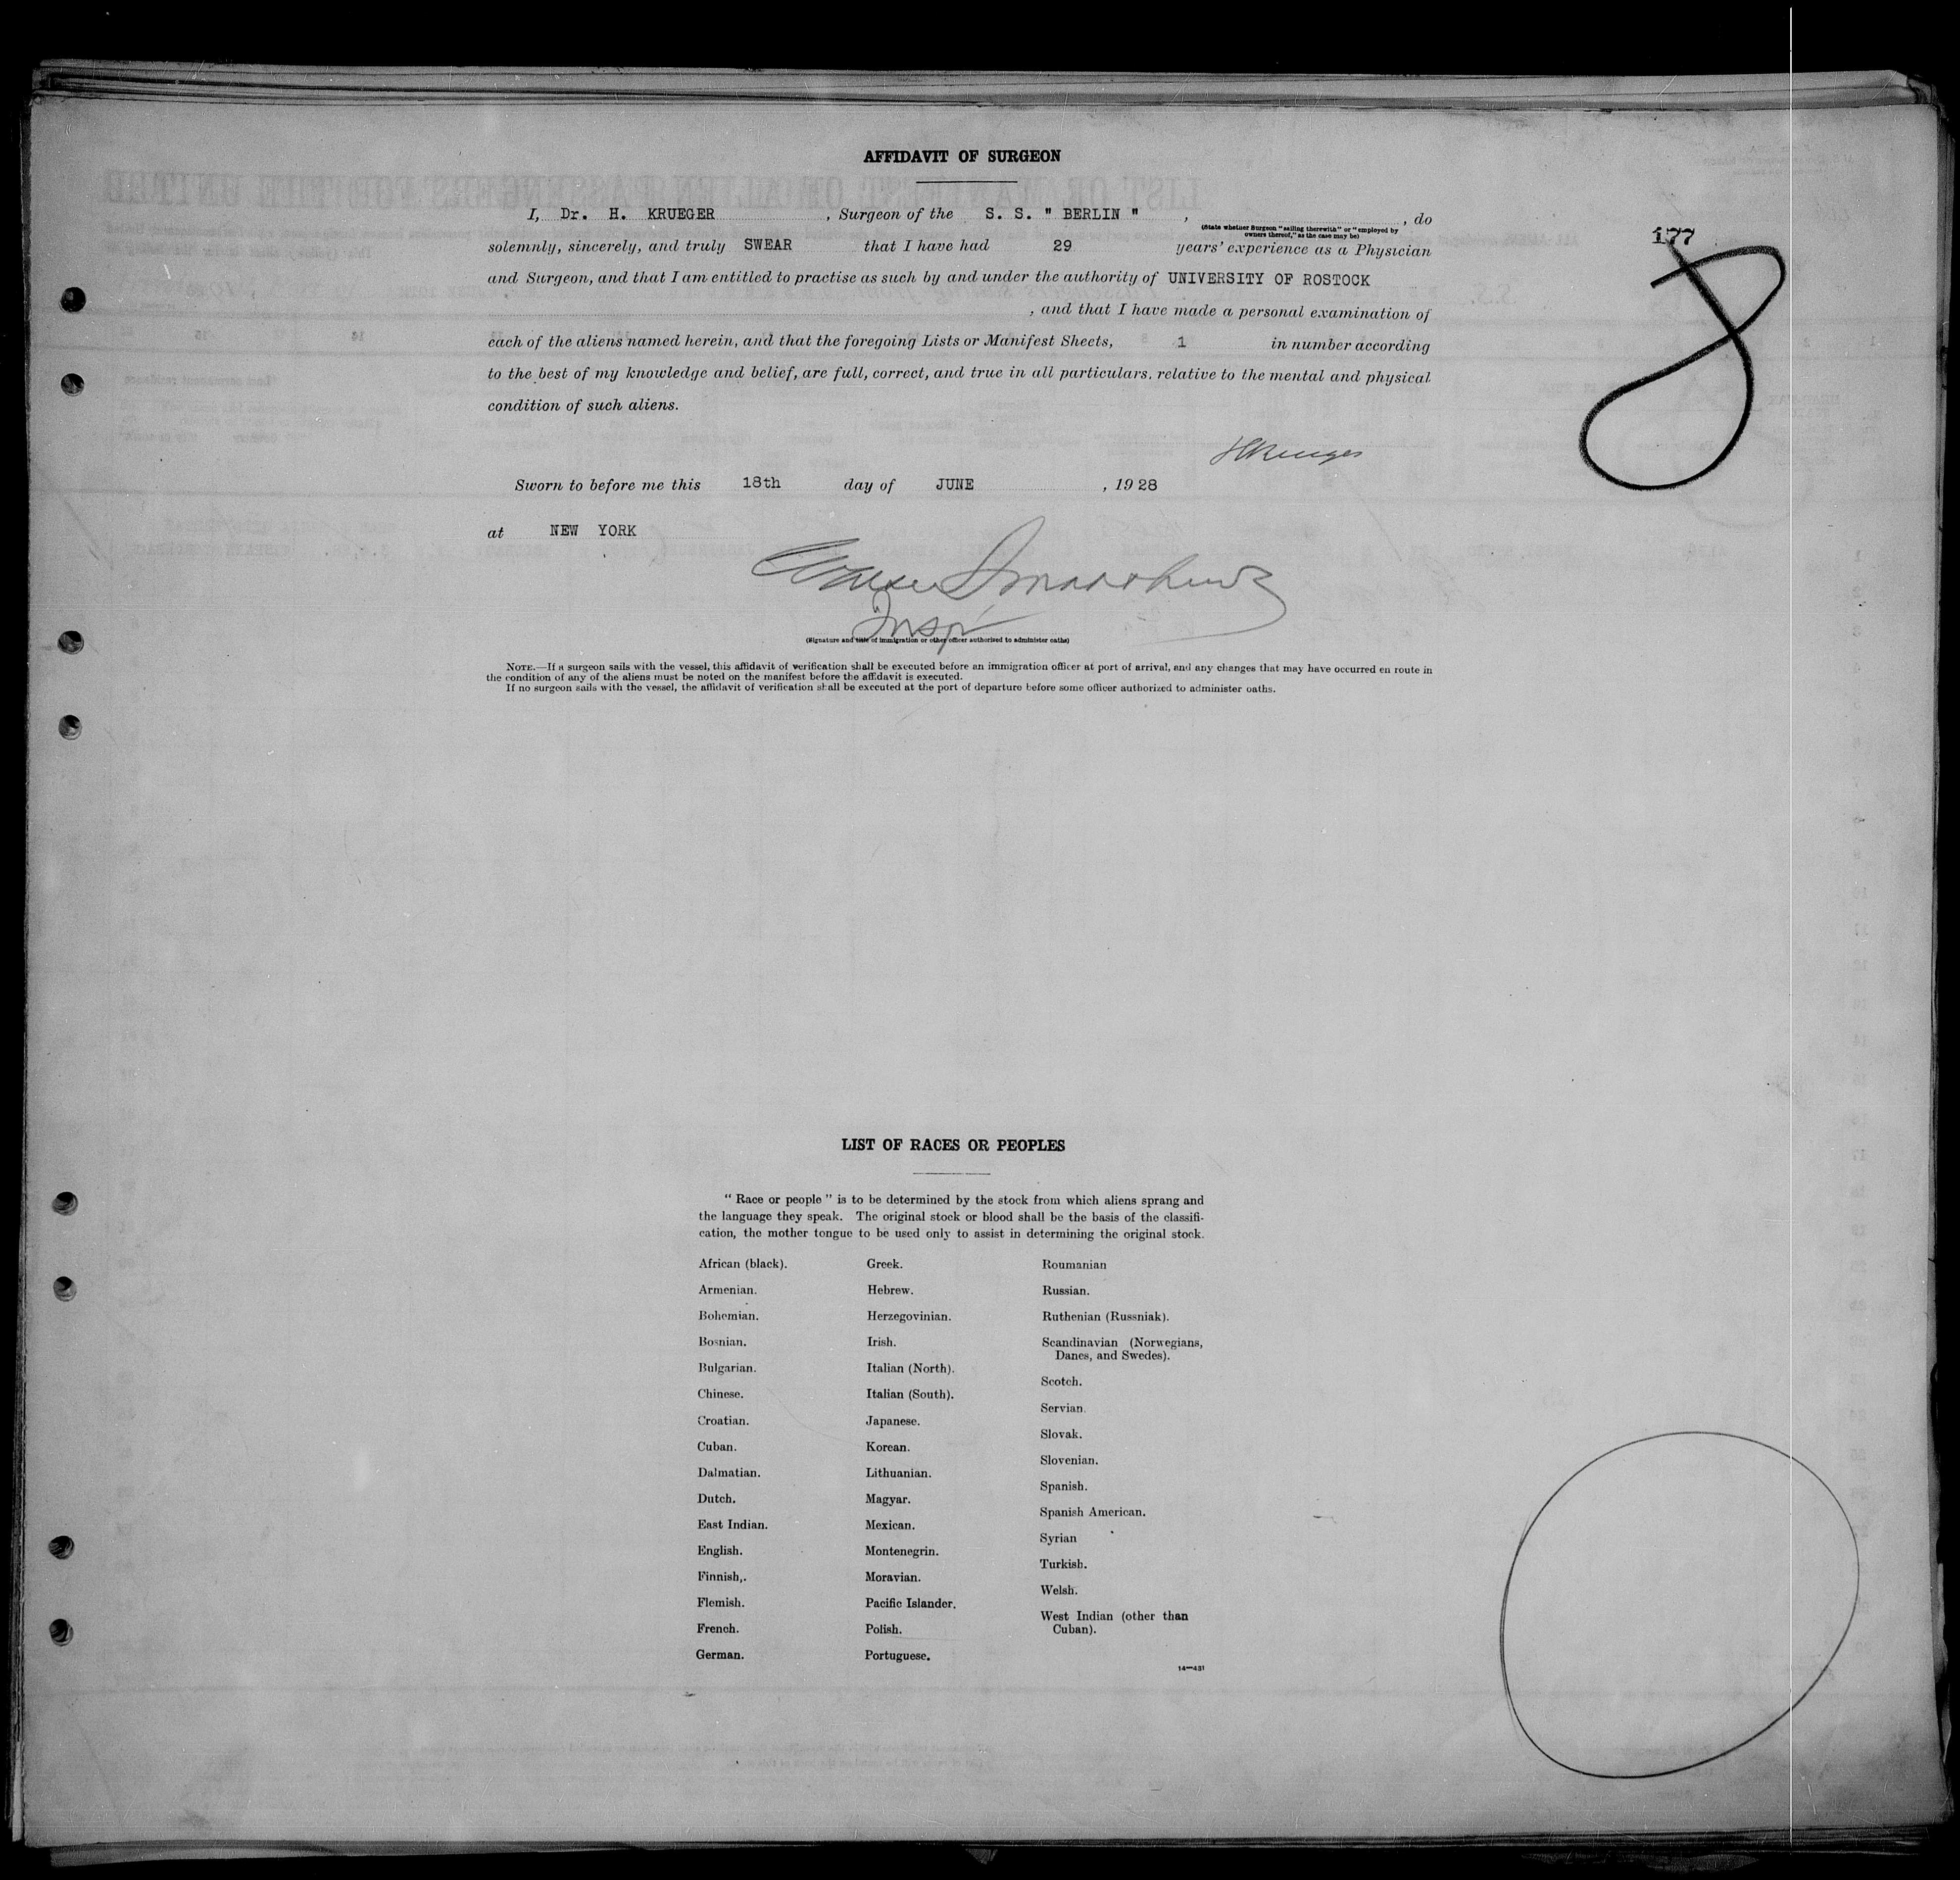 AFFIDAVIT OF SURGEON
177
8
I, Dr. H. KRUEGER , Surgeon of the S. S. " BERLIN " , , do
(State whether Surgeon "sailing therewith" or "employed by
owners thereof," as the case may be)
solemnly, sincerely, and truly SWEAR that I have had 29 years' experience as a Physician
and Surgeon, and that I am entitled to practise as such by and under the authority of UNIVERSITY OF ROSTOCK
, and that I have made a personal examination of
each of the aliens named herein, and that the foregoing Lists or Manifest Sheets, 1 in number according
to the best of my knowledge and belief, are full, correct, and true in all particulars. relative to the mental and physical
condition of such aliens.
Sworn to before me this 18th day of JUNE , 1928
at NEW YORK
Insp
(Signature and title of immigration or other officer authorized to administer oaths)
NOTE.—If a surgeon sails with the vessel, this affidavit of verification shall be executed before an immigration officer at port of arrival, and any changes that may have occurred en route in
the condition of any of the aliens must be noted on the manifest before the affidavit is executed.
If no surgeon sails with the vessel, the affidavit of verification shall be executed at the port of departure before some officer authorized to administer oaths.
LIST OF RACES OR PEOPLES
" Race or people " is to be determined by the stock from which aliens sprang and
the language they speak. The original stock or blood shall be the basis of the classifi-
cation, the mother tongue to be used only to assist in determining the original stock.
African (black).
Armenian.
Bohemian.
Bosnian.
Bulgarian.
Chinese.
Croatian.
Cuban.
Dalmatian.
Dutch.
East Indian.
English.
Finnish,.
Flemish.
French.
German.
Greek.
Hebrew.
Herzegovinian.
Irish.
Italian (North).
Italian (South).
Japanese.
Korean.
Lithuanian.
Magyar.
Mexican.
Montenegrin.
Moravian.
Pacific Islander.
Polish.
Portuguese.
Roumanian
Russian.
Ruthenian (Russniak).
Scandinavian (Norwegians,
Danes, and Swedes).
Scotch.
Servian.
Slovak.
Slovenian.
Spanish.
Spanish American.
Syrian
Turkish.
Welsh.
West Indian (other than
Cuban).
14—431